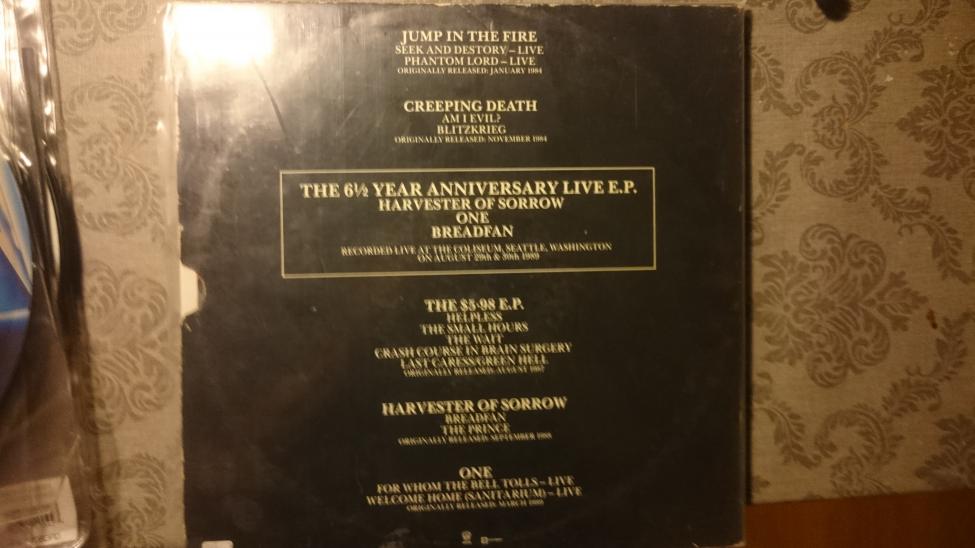 JUMP IN THE FIRE
SEEK AND DESTORY – LIVE
PHANTOM LORD – LIVE
ORIGINALLY RELEASED: JANUARY 1984
CREEPING DEATH
AM I EVIL?
BLITZKRIEG
ORIGINALLY RELEASED: NOVEMBER 1984
THE 6½ YEAR ANNIVERSARY LIVE E.P.
HARVESTER OF SORROW
ONE
BREADFAN
RECORDED LIVE AT THE COLISEUM, SEATTLE, WASHINGTON
ON AUGUST 29th & 30th 1989
THE $5·98 E.P.
HELPLESS
THE SMALL HOURS
THE WAIT
CRASH COURSE IN BRAIN SURGERY
LAST CARESS/GREEN HELL
ORIGINALLY RELEASED: AUGUST 1987
HARVESTER OF SORROW
BREADFAN
THE PRINCE
ORIGINALLY RELEASED: SEPTEMBER 1988
ONE
FOR WHOM THE BELL TOLLS – LIVE
WELCOME HOME (SANITARIUM) – LIVE
ORIGINALLY RELEASED: MARCH 1989